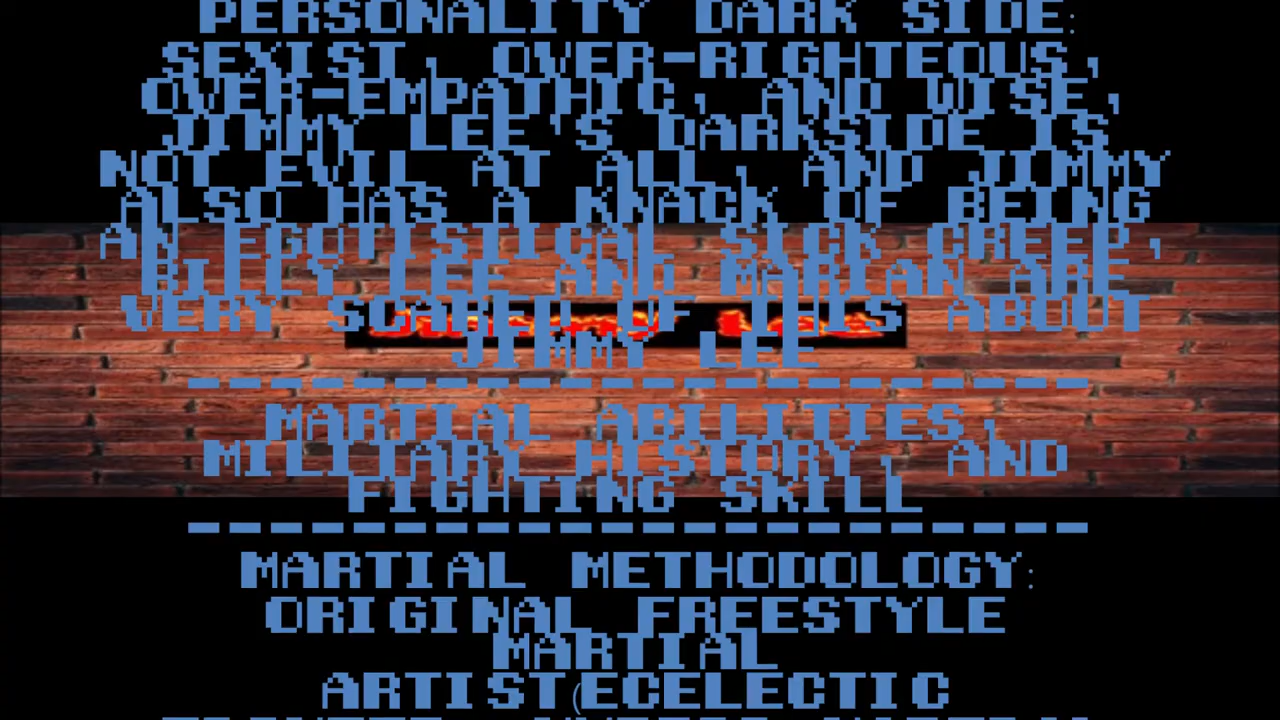 PERSONALITY DARK SIDE:
SEXIST, OVER-RIGHTEOUS,
OVER-EMPATHIC, AND WISE,
JIMMY LEE'S DARKSIDE IS
NOT EVIL AT ALL, AND JIMMY
ALSO HAS A KNACK OF BEING
AN EGOTISTICAL SICK CREEP,
BILLY LEE AND MARIAN ARE
VERY SCARED OF THIS ABOUT
JIMMY LEE
----------------------
MARTIAL ABILITIES,
MILITARY HISTORY, AND
FIGHTING SKILL
----------------------
MARTIAL METHODOLOGY:
ORIGINAL FREESTYLE
MARTIAL
ARTIST(ECELECTIC